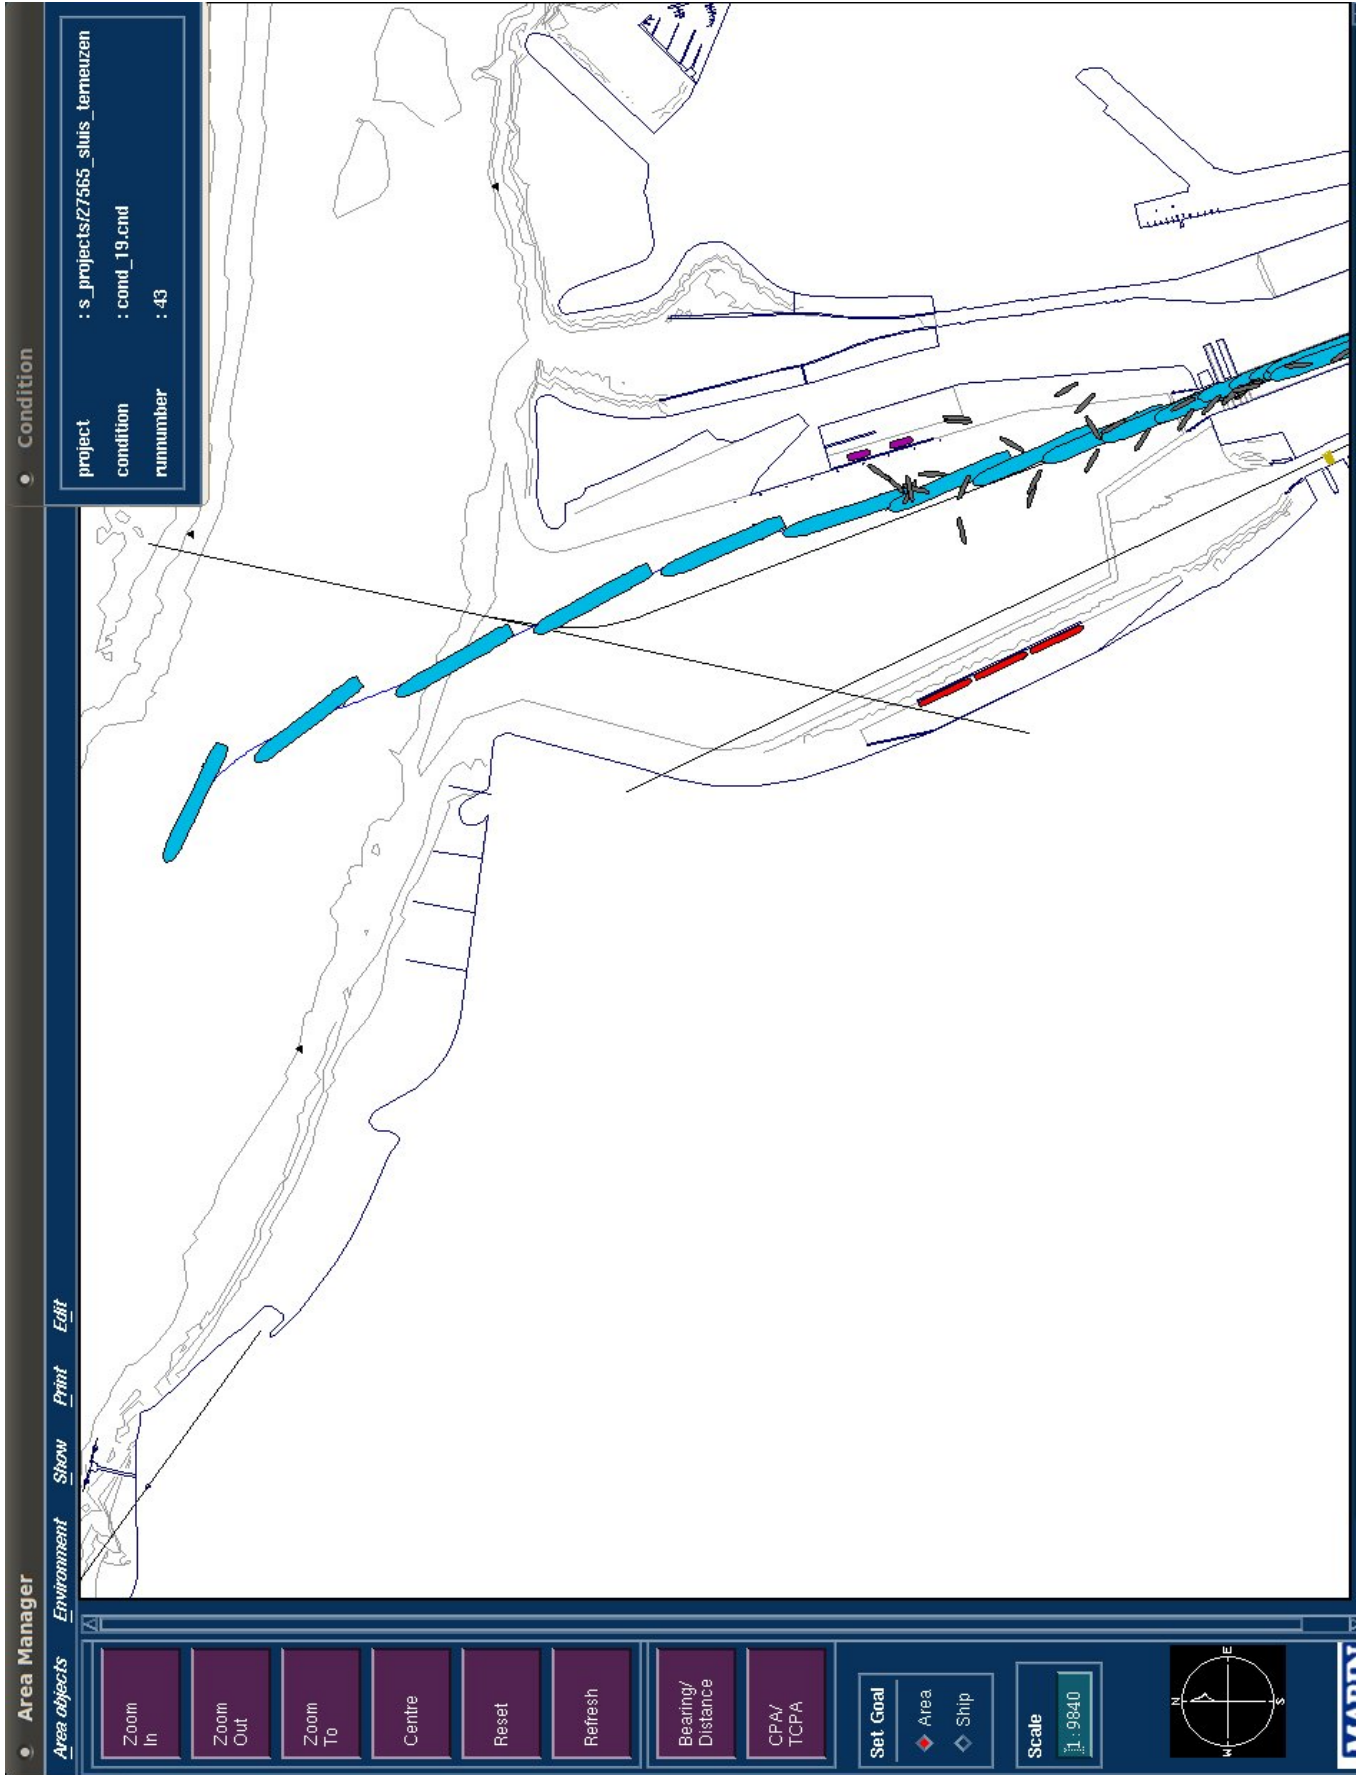 Area Manager
Area objects Environment Show Print Edit
Zoom
In
Zoom
Out
Zoom
To
Centre
Reset
Refresh
Bearing/
Distance
CPA/
TCPA
Set Goal
Area
Ship
Scale
1 : 9840
N
W E
S
Condition
project : s_projects/27565_sluis_terneuzen
condition : cond_19.cnd
runnumber : 43